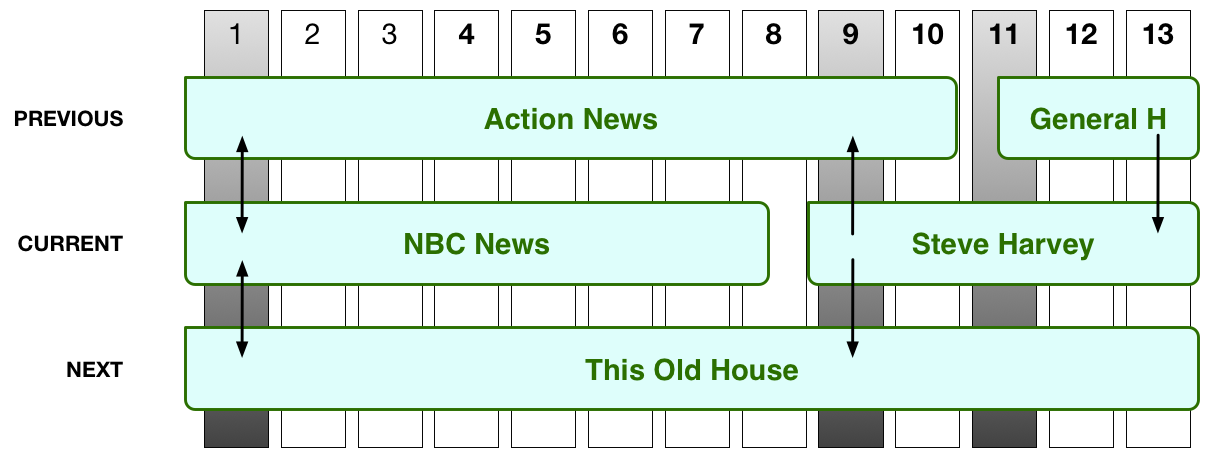 1 2 3 4 5 6 7 8 9 10 11 12 13
PREVIOUS Action News General H
CURRENT NBC News Steve Harvey
NEXT This Old House